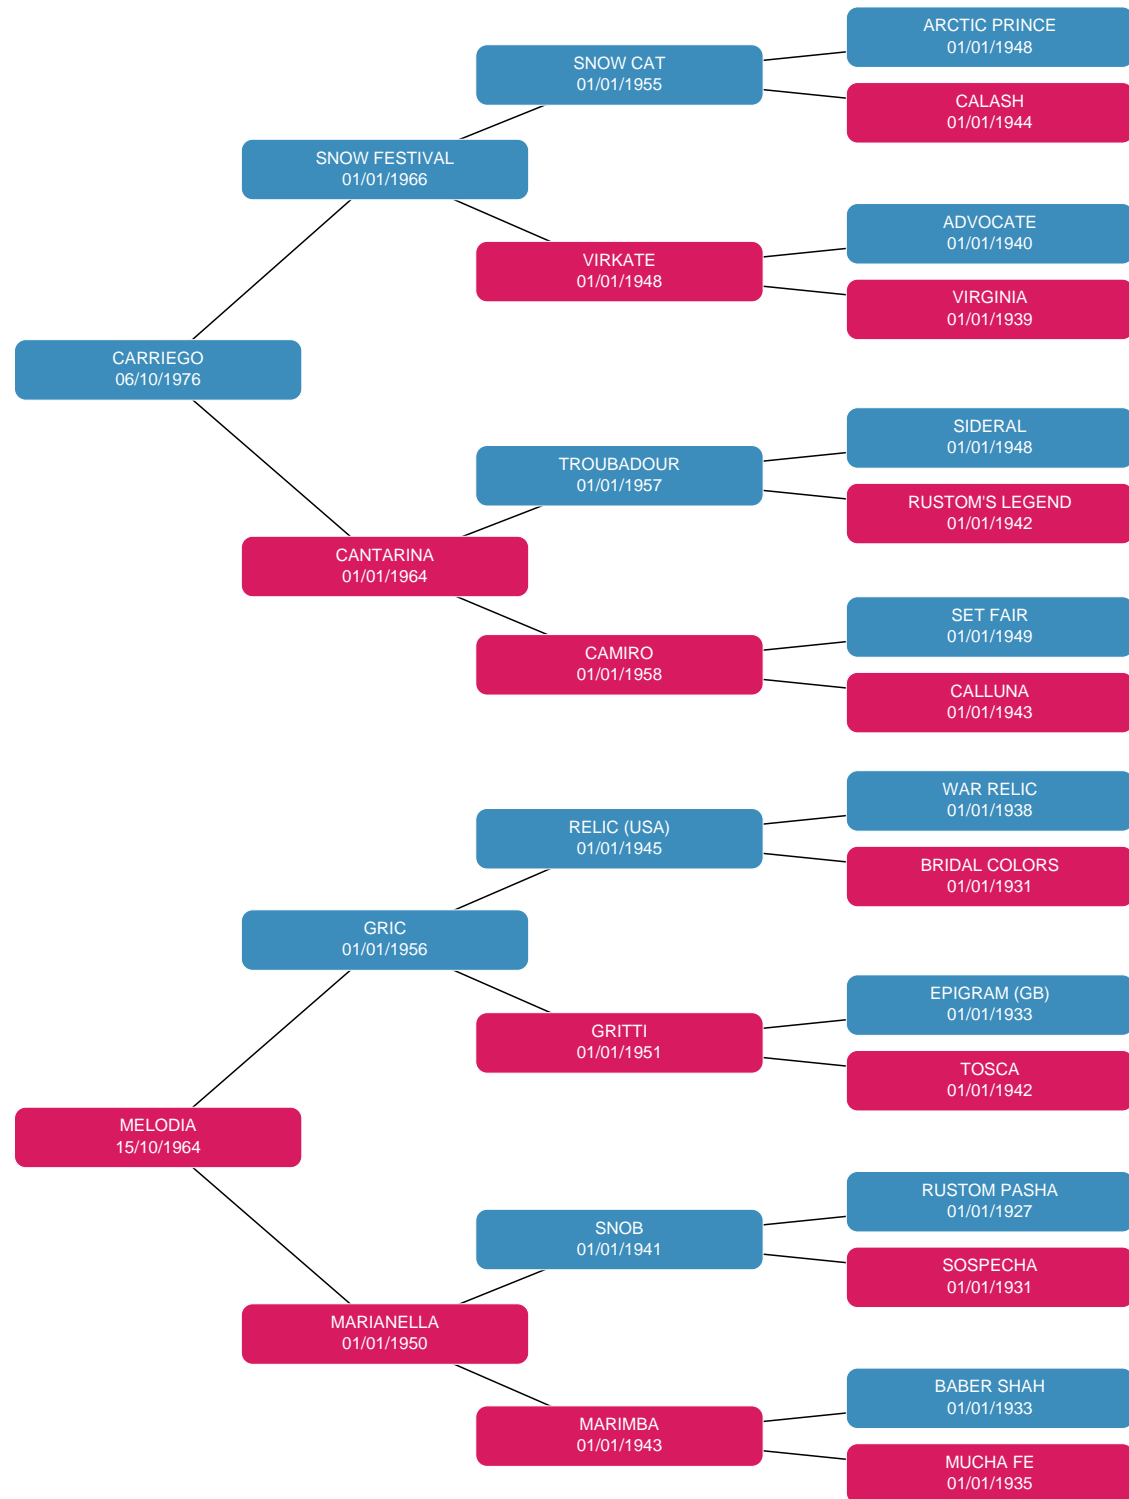 ARCTIC PRINCE
01/01/1948
SNOW CAT
01/01/1955
CALASH
01/01/1944
SNOW FESTIVAL
01/01/1966
ADVOCATE
01/01/1940
VIRKATE
01/01/1948
VIRGINIA
01/01/1939
CARRIEGO
06/10/1976
SIDERAL
01/01/1948
TROUBADOUR
01/01/1957
RUSTOM'S LEGEND
01/01/1942
CANTARINA
01/01/1964
SET FAIR
01/01/1949
CAMIRO
01/01/1958
CALLUNA
01/01/1943
WAR RELIC
01/01/1938
RELIC (USA)
01/01/1945
BRIDAL COLORS
01/01/1931
GRIC
01/01/1956
EPIGRAM (GB)
01/01/1933
GRITTI
01/01/1951
TOSCA
01/01/1942
MELODIA
15/10/1964
RUSTOM PASHA
01/01/1927
SNOB
01/01/1941
SOSPECHA
01/01/1931
MARIANELLA
01/01/1950
BABER SHAH
01/01/1933
MARIMBA
01/01/1943
MUCHA FE
01/01/1935